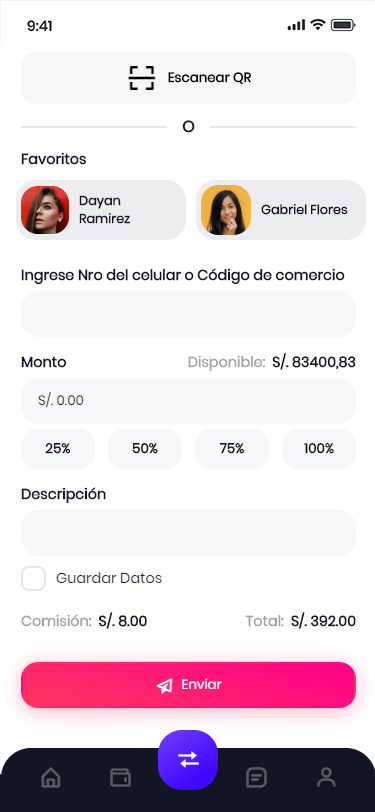 9:41
Escanear QR
O
Favoritos
Dayan
Ramirez
Gabriel Flores
Ingrese Nro del celular o Código de comercio
Monto Disponible: S/. 83400,83
S/. 0.00
25% 50% 75% 100%
Descripción
Guardar Datos
Comisión: S/. 8.00 Total: S/. 392.00
Enviar